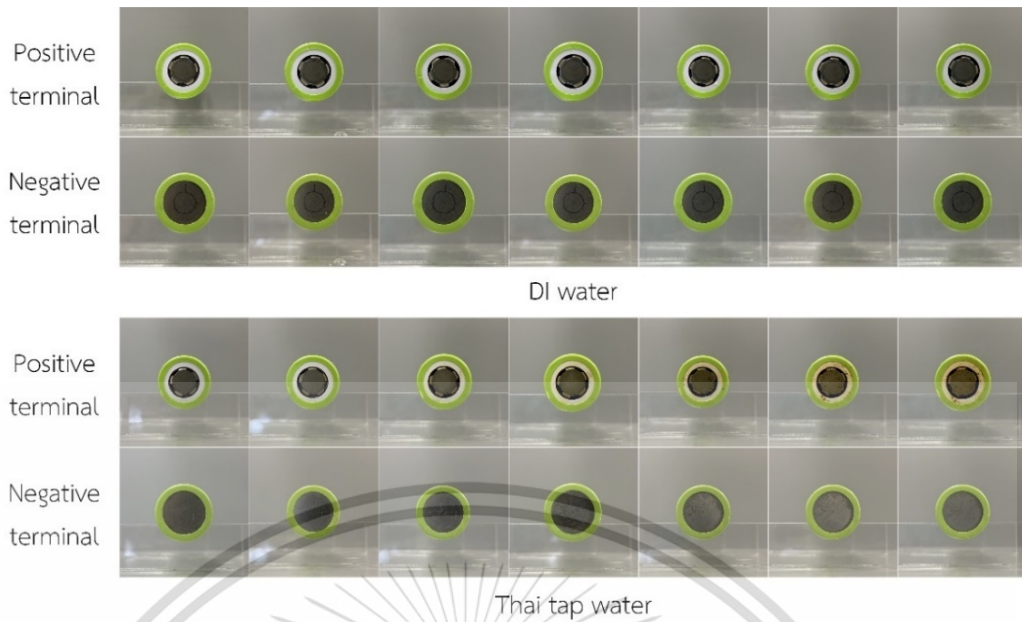 Positive
terminal
Negative
terminal
DI water
Positive
terminal
Negative
terminal
Thai tap water